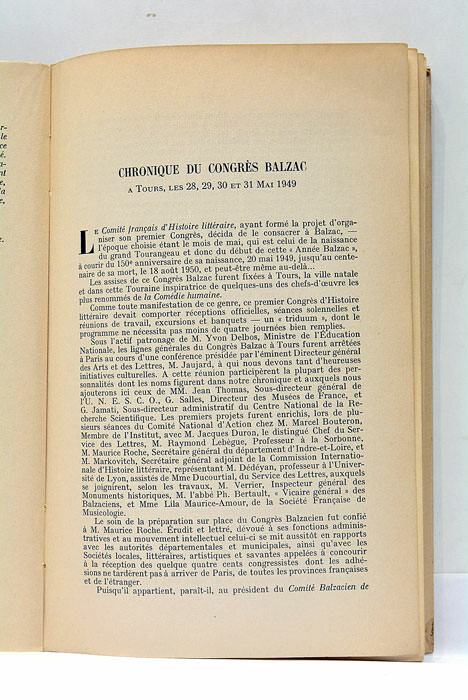 r-
le
ce
é.
a-
nt
e,
la
e,
e.
CHRONIQUE DU CONGRÈS BALZAC
A TOURS, LES 28, 29, 30 ET 31 MAI 1949
LE Comité français d'Histoire littéraire, ayant formé le projet d'orga-
niser son premier Congrès, décida de le consacrer à Balzac, —
l'époque choisie étant le mois de mai, qui est celui de la naissance
du grand Tourangeau et donc du début de cette « Année Balzac »,
à courir du 150e anniversaire de sa naissance, 20 mai 1949, jusqu'au cente-
naire de sa mort, le 18 août 1950, et peut-être même au-delà...
Les assises de ce Congrès Balzac furent fixées à Tours, la ville natale
et dans cette Touraine inspiratrice de quelques-uns des chefs-d'œuvre les
plus renommés de la Comédie humaine.
Comme toute manifestation de ce genre, ce premier Congrès d'Histoire
littéraire devait comporter réceptions officielles, séances solennelles et
réunions de travail, excursions et banquets — un « triduum », dont le
programme ne nécessita pas moins de quatre journées bien remplies.
Sous l'actif patronage de M. Yvon Delbos, Ministre de l'Éducation
Nationale, les lignes générales du Congrès Balzac à Tours furent arrêtées
à Paris au cours d'une conférence présidée par l'éminent Directeur général
des Arts et des Lettres, M. Jaujard, à qui nous devons tant d'heureuses
initiatives culturelles. A cette réunion participèrent la plupart des per-
sonnalités dont les noms figurent dans notre chronique et auxquels nous
ajouterons ici ceux de MM. Jean Thomas, Sous-directeur général de
l'U. N. E. S. C. O., G. Salles, Directeur des Musées de France, et
G. Jamati, Sous-directeur administratif du Centre National de la Re-
cherche Scientifique. Les premiers projets furent enrichis, lors de plu-
sieurs séances du Comité National d'Action chez M. Marcel Bouteron,
Membre de l'Institut, avec M. Jacques Duron, le distingué Chef du Ser-
vice des Lettres, M. Raymond Lebègue, Professeur à la Sorbonne,
M. Maurice Roche, Secrétaire général du département d'Indre-et-Loire, et
M. Markovitch, Secrétaire général adjoint de la Commission Internatio-
nale d'Histoire littéraire, représentant M. Dédéyan, professeur à l'Univer-
sité de Lyon, assistés de Mme Ducourtial, du Service des Lettres, auxquels
se joignirent, selon les travaux, M. Verrier, Inspecteur général des
Monuments historiques, M. l'abbé Ph. Bertault, « Vicaire général » des
Balzaciens, et Mme Lila Maurice-Amour, de la Société Française de
Musicologie.
Le soin de la préparation sur place du Congrès Balzacien fut confié
à M. Maurice Roche. Érudit et lettré, dévoué à ses fonctions adminis-
tratives et au mouvement intellectuel celui-ci se mit aussitôt en rapports
avec les autorités départementales et municipales, ainsi qu'avec les
Sociétés locales, littéraires, artistiques et savantes appelées à concourir
à la réception des quelque quatre cents congressistes dont les adhé-
sions ne tardèrent pas à arriver de Paris, de toutes les provinces françaises
et de l'étranger.
Puisqu'il appartient, paraît-il, au président du Comité Balzacien de